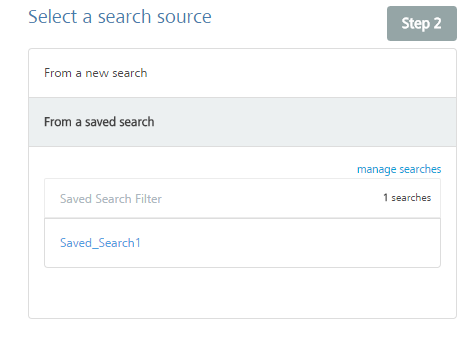 Select a search source
Step 2
From a new search
From a saved search
manage searches
Saved Search Filter
1 searches
Saved_Search1